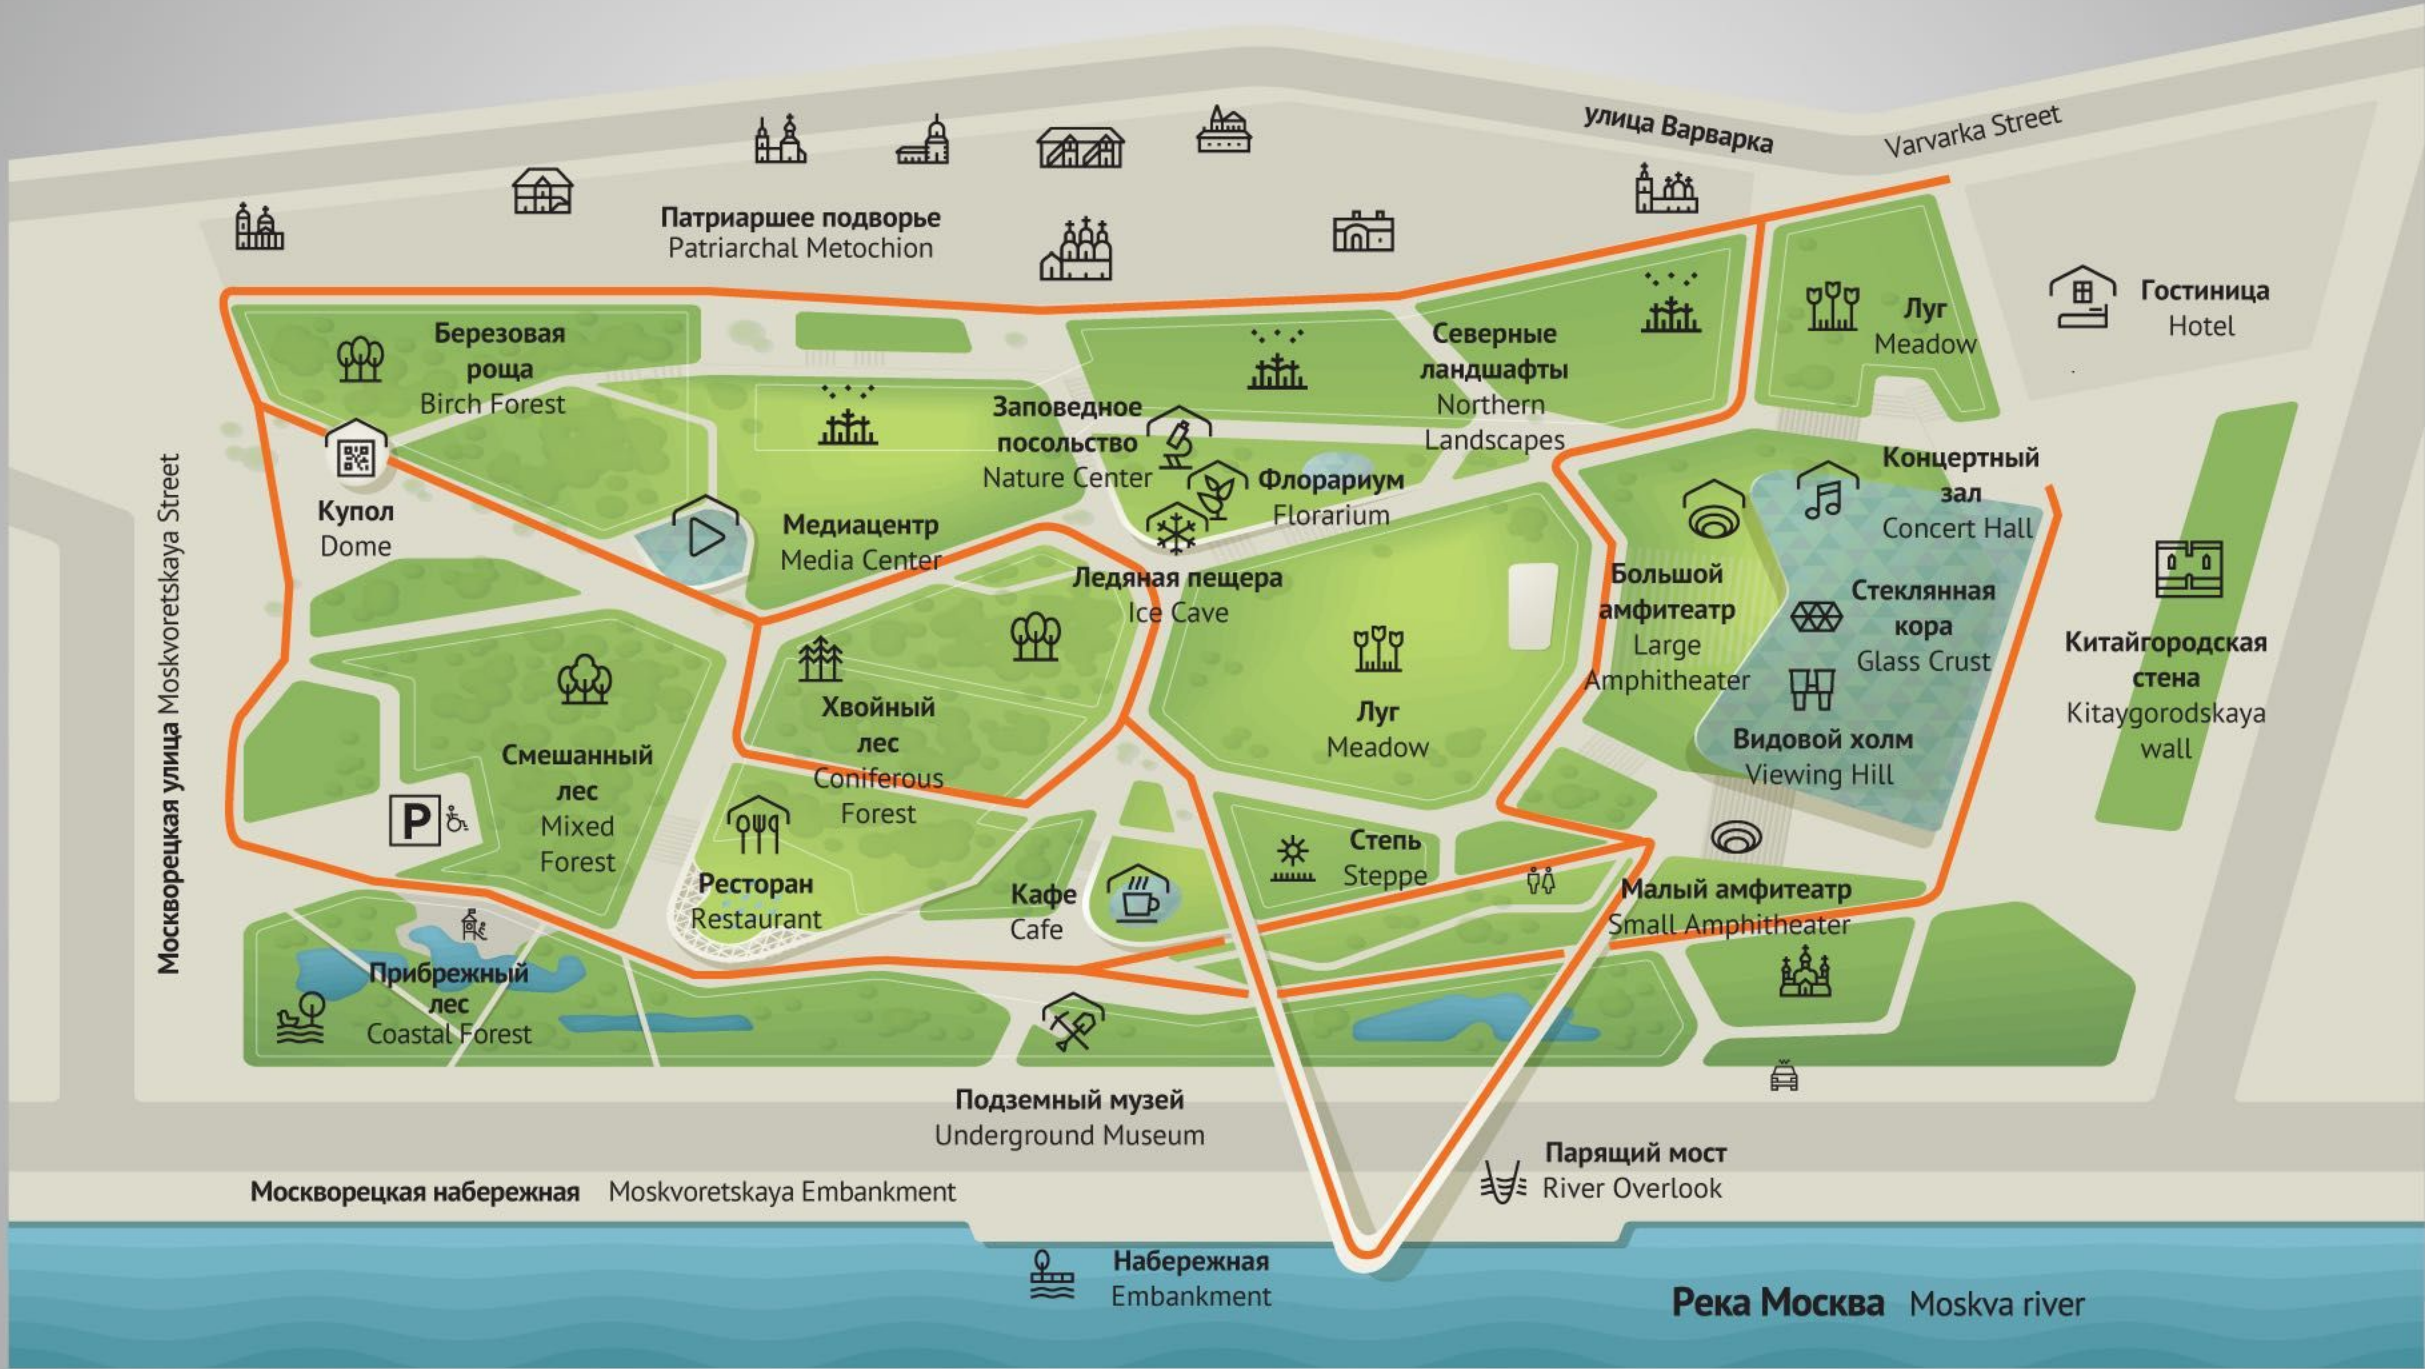 улица Варварка
Varvarka Street
Патриаршее подворье
Patriarchal Metochion
Гостиница
Hotel
Березовая
роща
Birch Forest
Северные
ландшафты
Northern
Landscapes
Луг
Meadow
Заповедное
посольство
Nature Center
Флорариум
Florarium
Концертный
зал
Concert Hall
Купол
Dome
Медиацентр
Media Center
Ледяная пещера
Ice Cave
Большой
амфитеатр
Large
Amphitheater
Стеклянная
кора
Glass Crust
Китайгородская
стена
Kitaygorodskaya
wall
Москворецкая улица Moskvoretskaya Street
Хвойный
лес
Coniferous
Forest
Луг
Meadow
Видовой холм
Viewing Hill
Смешанный
лес
Mixed
Forest
P
Ресторан
Restaurant
Кафе
Cafe
Степь
Steppe
Малый амфитеатр
Small Amphitheater
Прибрежный
лес
Coastal Forest
Подземный музей
Underground Museum
Парящий мост
River Overlook
Москворецкая набережная Moskvoretskaya Embankment
Набережная
Embankment
Река Москва Moskva river